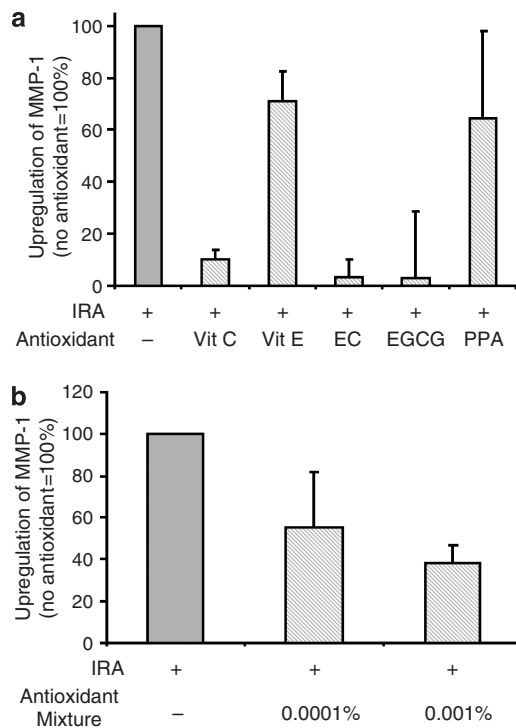 a
Upregulation of MMP-1
(no antioxidant=100%)
100
80
60
40
20
0
IRA + + + + + +
Antioxidant – Vit C Vit E EC EGCG PPA
b
Upregulation of MMP-1
(no antioxidant=100%)
120
100
80
60
40
20
0
IRA + + +
Antioxidant
Mixture – 0.0001% 0.001%